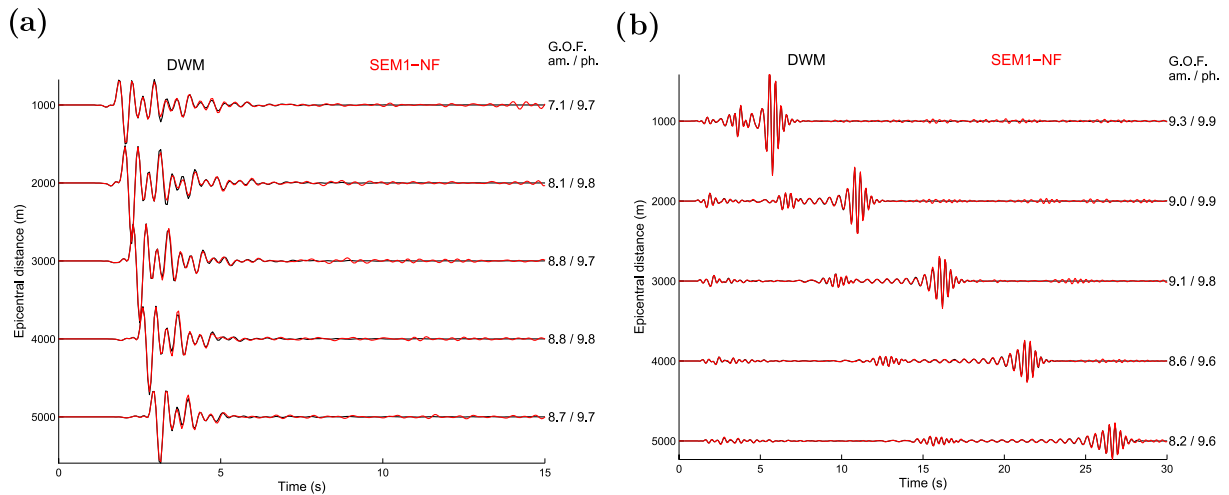 (a)
DWM
SEM1−NF
G.O.F.
am. / ph.
1000
7.1 / 9.7
2000
8.1 / 9.8
3000
8.8 / 9.7
4000
8.8 / 9.8
5000
8.7 / 9.7
Epicentral distance (m)
0
5
10
15
Time (s)
(b)
DWM
SEM1−NF
G.O.F.
am. / ph.
1000
9.3 / 9.9
2000
9.0 / 9.9
3000
9.1 / 9.8
4000
8.6 / 9.6
5000
8.2 / 9.6
Epicentral distance (m)
0
5
10
15
20
25
30
Time (s)